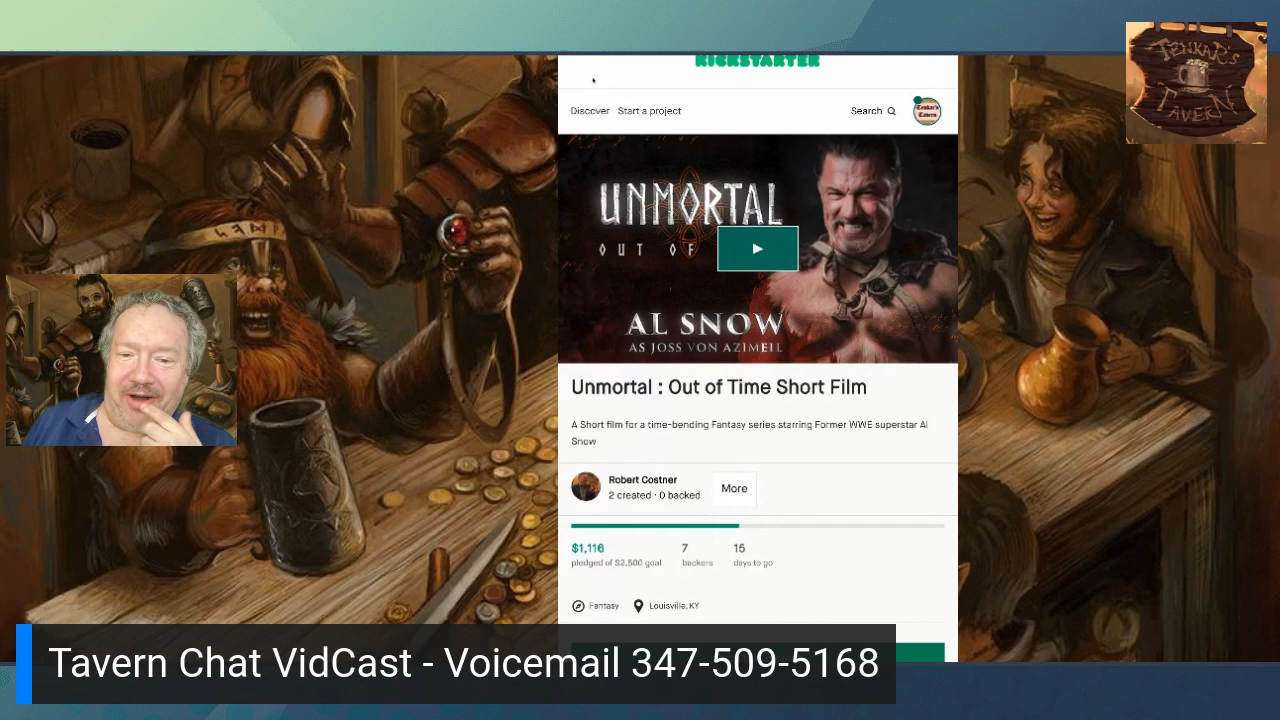 TENKAR'S
TAVERN
KICKSTARTER
Discover Start a project
Search
Tenkar's
Tavern
UNMORTAL
OUT OF
AL SNOW
AS JOSS VON AZIMEIL
Unmortal : Out of Time Short Film
A Short film for a time-bending Fantasy series starring Former WWE superstar Al
Snow
Robert Costner
2 created · 0 backed
More
$1,116
pledged of $2,500 goal
7
backers
15
days to go
Fantasy
Louisville, KY
Tavern Chat VidCast - Voicemail 347-509-5168